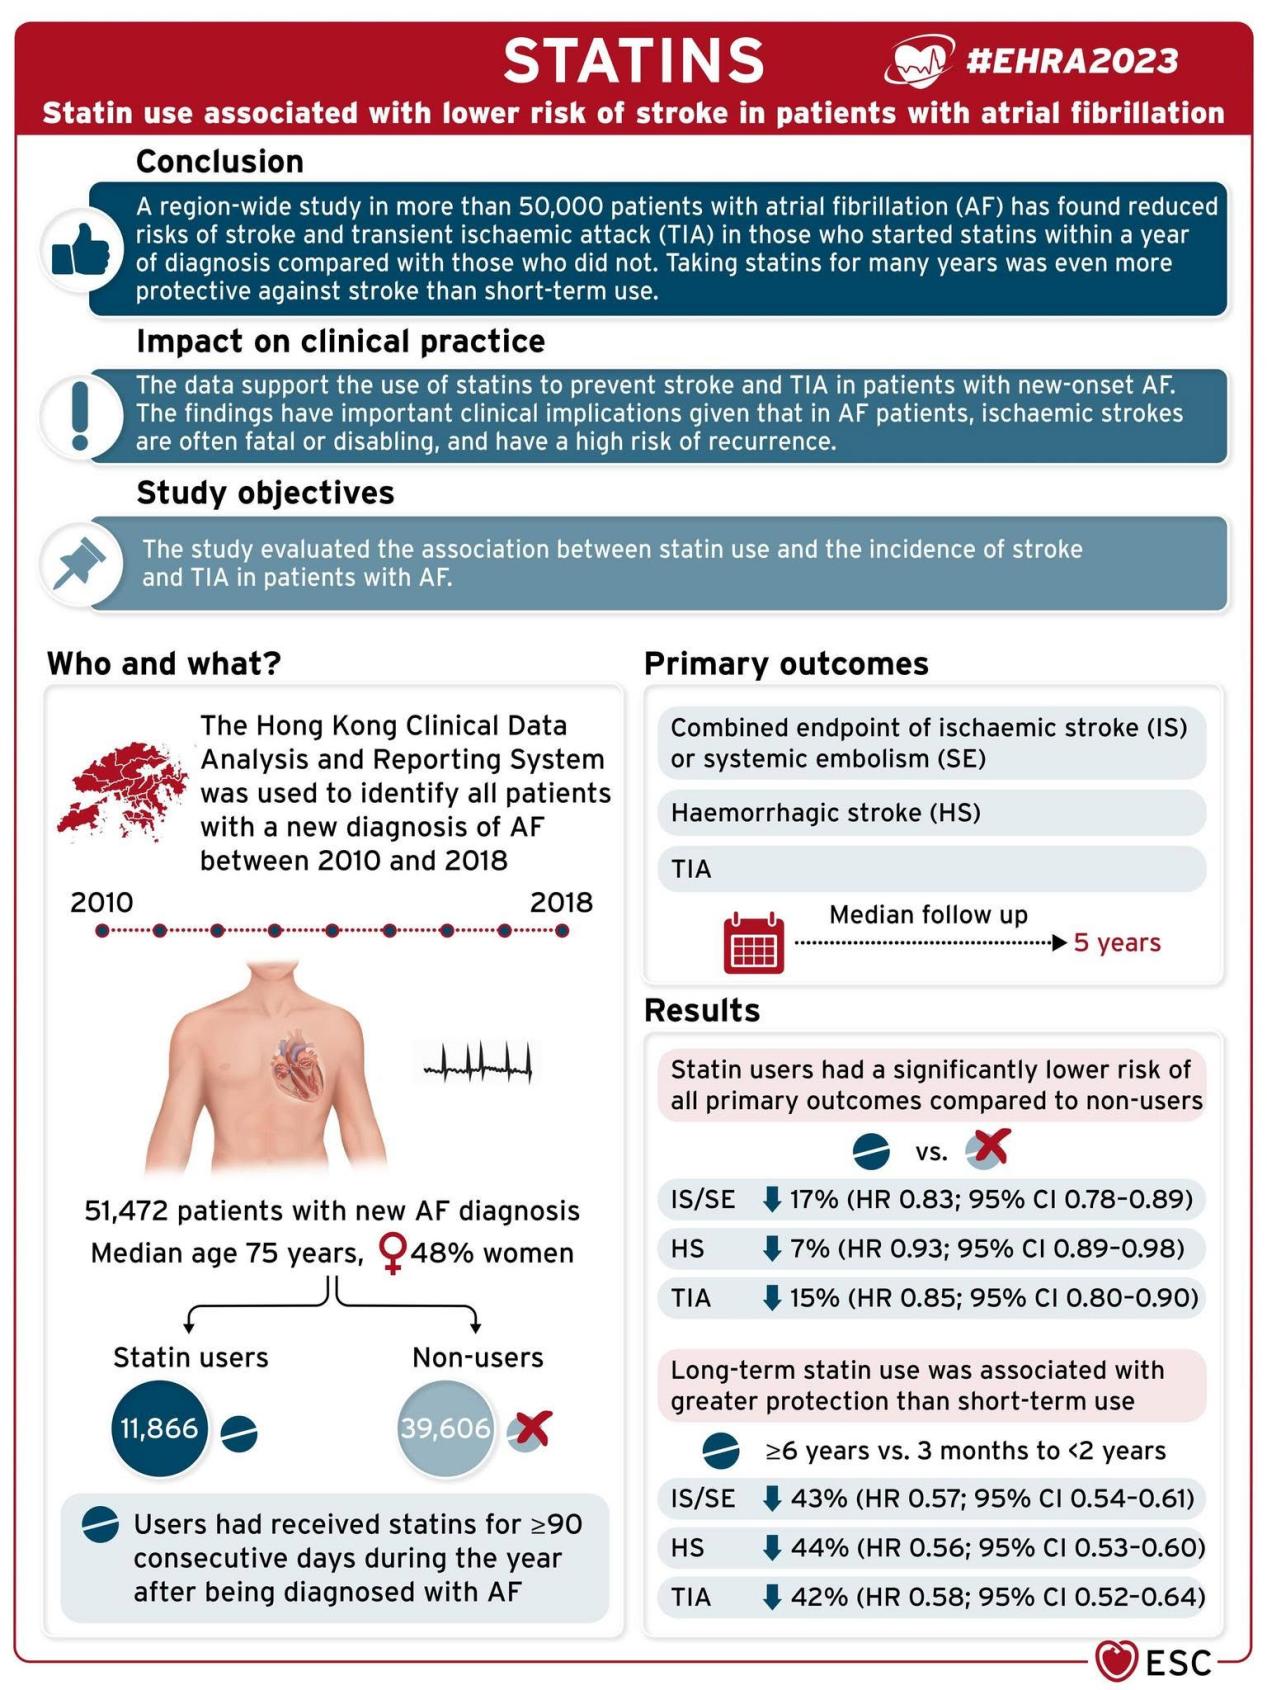 STATINS
#EHRA2023
Statin use associated with lower risk of stroke in patients with atrial fibrillation
Conclusion
A region-wide study in more than 50,000 patients with atrial fibrillation (AF) has found reduced
risks of stroke and transient ischaemic attack (TIA) in those who started statins within a year
of diagnosis compared with those who did not. Taking statins for many years was even more
protective against stroke than short-term use.
Impact on clinical practice
The data support the use of statins to prevent stroke and TIA in patients with new-onset AF.
The findings have important clinical implications given that in AF patients, ischaemic strokes
are often fatal or disabling, and have a high risk of recurrence.
Study objectives
The study evaluated the association between statin use and the incidence of stroke
and TIA in patients with AF.
Who and what?
The Hong Kong Clinical Data
Analysis and Reporting System
was used to identify all patients
with a new diagnosis of AF
between 2010 and 2018
2010 2018
51,472 patients with new AF diagnosis
Median age 75 years, 48% women
Statin users Non-users
11,866 39,606
Users had received statins for ≥90
consecutive days during the year
after being diagnosed with AF
Primary outcomes
Combined endpoint of ischaemic stroke (IS)
or systemic embolism (SE)
Haemorrhagic stroke (HS)
TIA
Median follow up
5 years
Results
Statin users had a significantly lower risk of
all primary outcomes compared to non-users
vs.
IS/SE 17% (HR 0.83; 95% CI 0.78-0.89)
HS 7% (HR 0.93; 95% CI 0.89-0.98)
TIA 15% (HR 0.85; 95% CI 0.80-0.90)
Long-term statin use was associated with
greater protection than short-term use
≥6 years vs. 3 months to <2 years
IS/SE 43% (HR 0.57; 95% CI 0.54-0.61)
HS 44% (HR 0.56; 95% CI 0.53-0.60)
TIA 42% (HR 0.58; 95% CI 0.52-0.64)
ESC